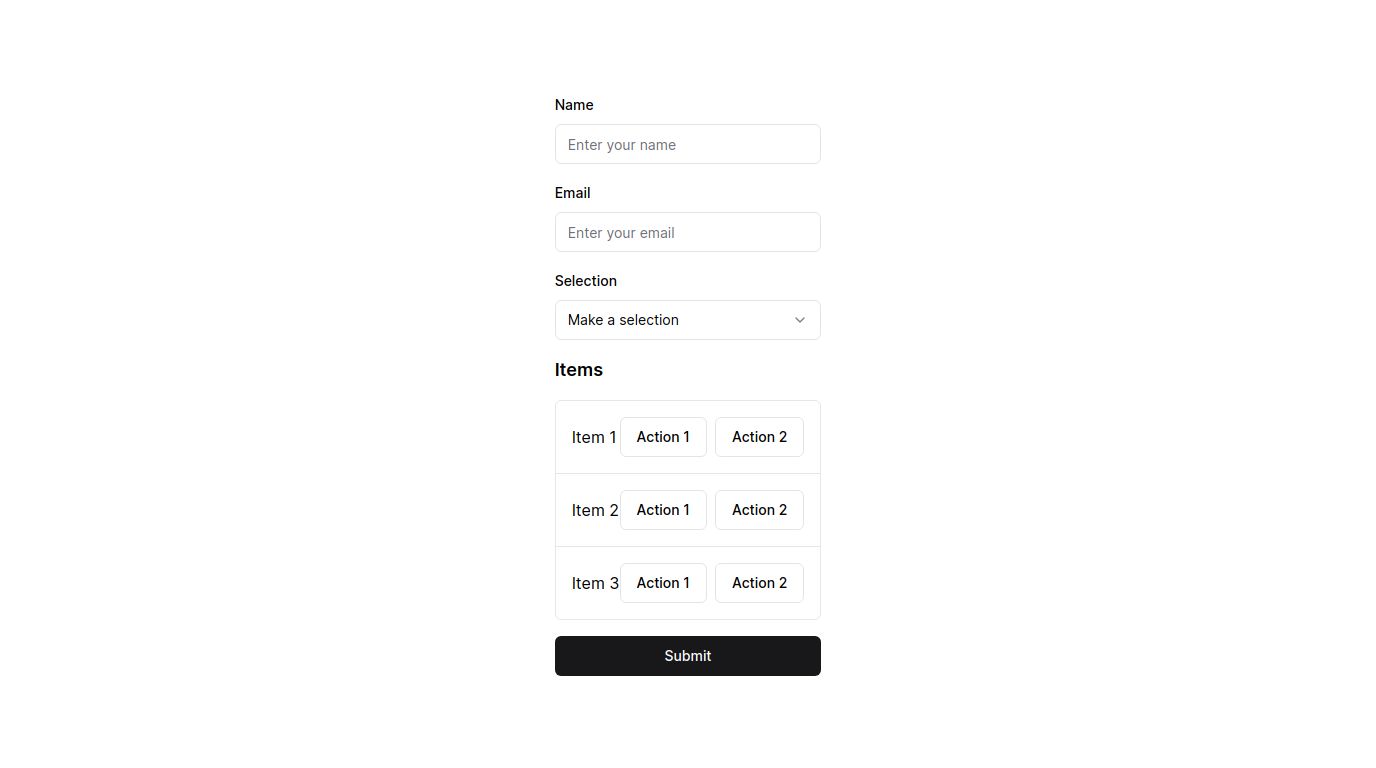 Name
Enter your name
Email
Enter your email
Selection
Make a selection
Items
Item 1 Action 1 Action 2
Item 2 Action 1 Action 2
Item 3 Action 1 Action 2
Submit